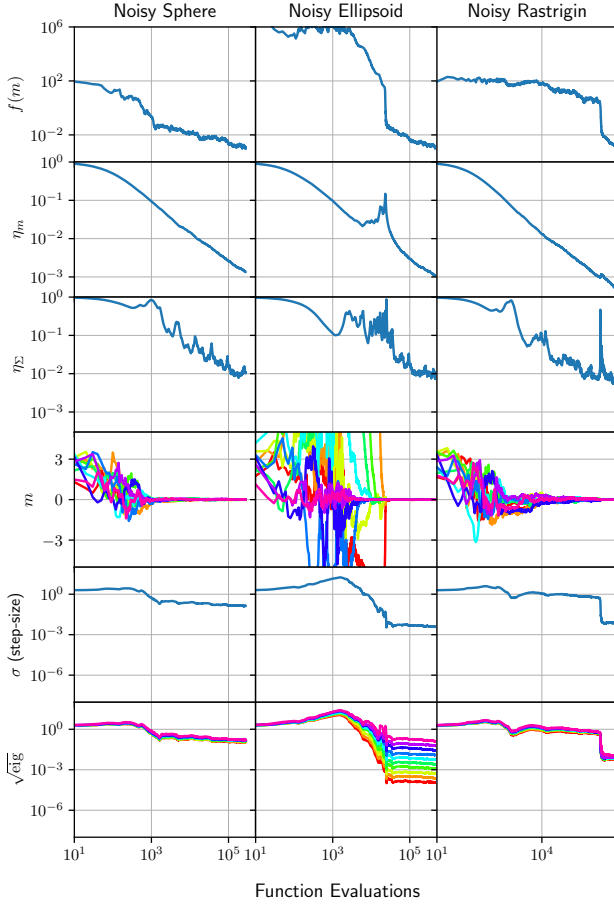 Noisy Sphere Noisy Ellipsoid Noisy Rastrigin
10^6
10^2
10^{-2}
f(m)
10^0
10^{-1}
10^{-2}
10^{-3}
η_m
10^0
10^{-1}
10^{-2}
10^{-3}
η_Σ
3
0
−3
m
10^0
10^{-3}
10^{-6}
σ (step-size)
10^0
10^{-3}
10^{-6}
√eig
10^1 10^3 10^5 10^1 10^3 10^5 10^1 10^4
Function Evaluations